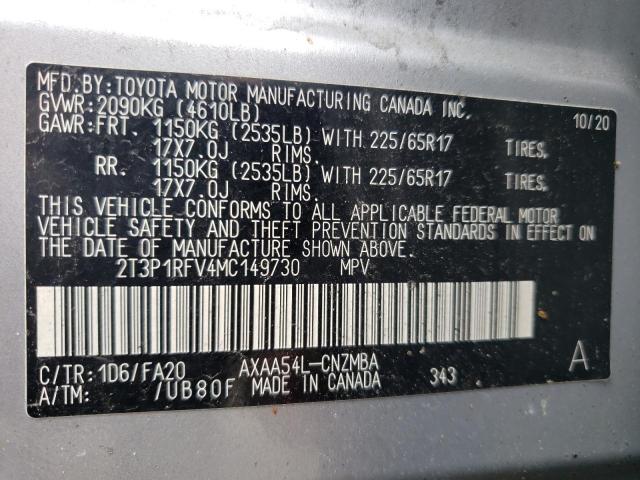 MFD.BY:TOYOTA MOTOR MANUFACTURING CANADA INC.
GVWR:2090KG (4610LB) 10/20
GAWR:FRT. 1150KG (2535LB) WITH 225/65R17 TIRES,
17X7.0J RIMS.
RR. 1150KG (2535LB) WITH 225/65R17 TIRES,
17X7.0J RIMS.
THIS VEHICLE CONFORMS TO ALL APPLICABLE FEDERAL MOTOR
VEHICLE SAFETY AND THEFT PREVENTION STANDARDS IN EFFECT ON
THE DATE OF MANUFACTURE SHOWN ABOVE.
2T3P1RFV4MC149730 MPV
C/TR:1D6/FA20 AXAA54L-CNZMBA A
A/TM: /UB80F MADE IN CANADA 343